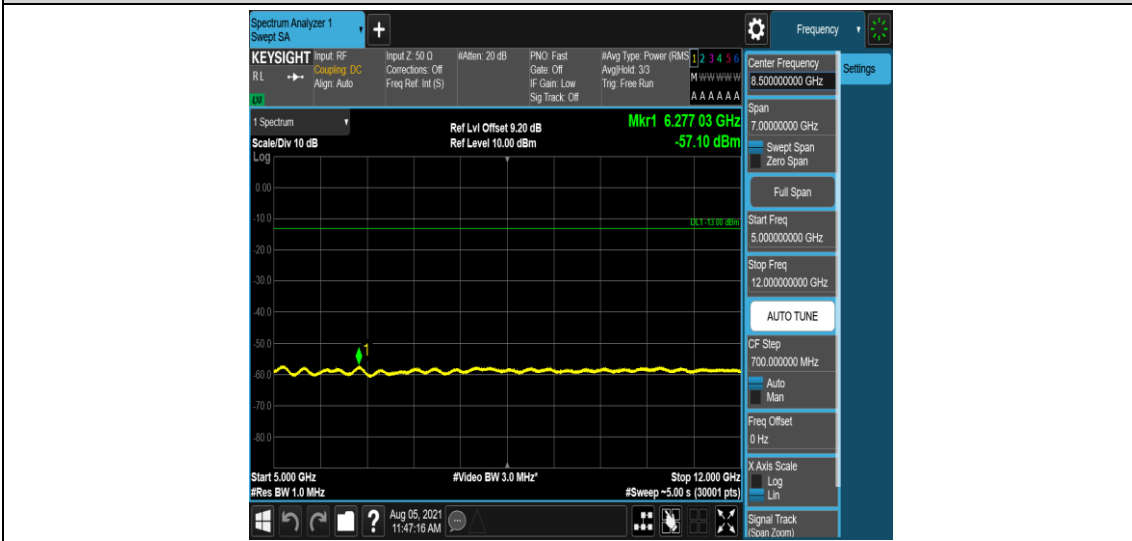 Spectrum Analyzer 1
Swept SA
+
Frequency
KEYSIGHT
RL
LXI
Input: RF
Coupling: DC
Align: Auto
Input Z: 50 Ω
Corrections: Off
Freq Ref: Int (S)
#Atten: 20 dB
PNO: Fast
Gate: Off
IF Gain: Low
Sig Track: Off
#Avg Type: Power (RMS
Avg|Hold: 3/3
Trig: Free Run
1 2 3 4 5 6
M W W W W W
A A A A A A
1 Spectrum
Scale/Div 10 dB
Log
Ref Lvl Offset 9.20 dB
Ref Level 10.00 dBm
Mkr1 6.277 03 GHz
-57.10 dBm
0.00
-10.0
DL1 -13.00 dBm
-20.0
-30.0
-40.0
-50.0
1
-60.0
-70.0
-80.0
Start 5.000 GHz
#Res BW 1.0 MHz
#Video BW 3.0 MHz*
Stop 12.000 GHz
#Sweep ~5.00 s (30001 pts)
?
Aug 05, 2021
11:47:16 AM
Center Frequency
8.500000000 GHz
Settings
Span
7.00000000 GHz
Swept Span
Zero Span
Full Span
Start Freq
5.000000000 GHz
Stop Freq
12.000000000 GHz
AUTO TUNE
CF Step
700.000000 MHz
Auto
Man
Freq Offset
0 Hz
X Axis Scale
Log
Lin
Signal Track
(Span Zoom)